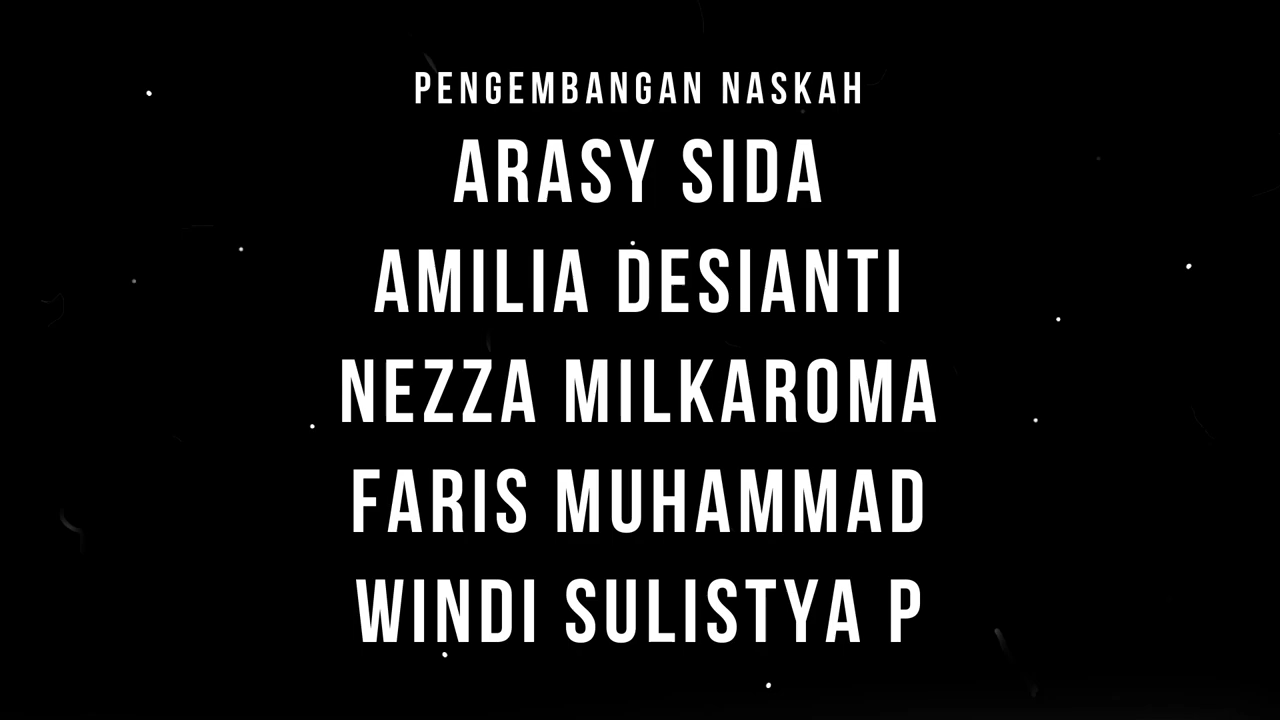 PENGEMBANGAN NASKAH
ARASY SIDA
AMILIA DESIANTI
NEZZA MILKAROMA
FARIS MUHAMMAD
WINDI SULISTYA P